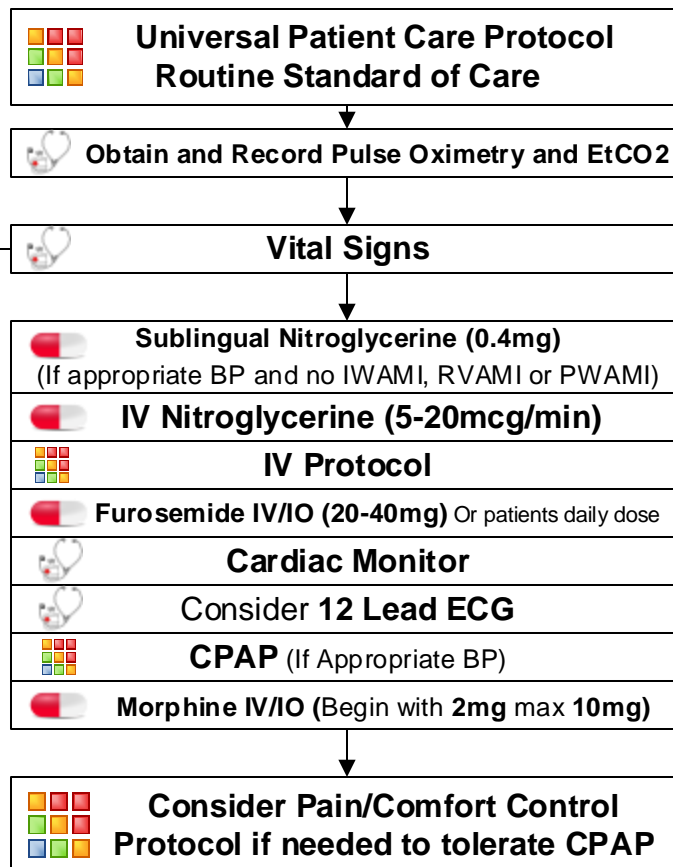 Universal Patient Care Protocol
Routine Standard of Care
Obtain and Record Pulse Oximetry and EtCO2
Vital Signs
Sublingual Nitroglycerine (0.4mg)
(If appropriate BP and no IWAMI, RVAMI or PWAMI)
IV Nitroglycerine (5-20mcg/min)
IV Protocol
Furosemide IV/IO (20-40mg) Or patients daily dose
Cardiac Monitor
Consider 12 Lead ECG
CPAP (If Appropriate BP)
Morphine IV/IO (Begin with 2mg max 10mg)
Consider Pain/Comfort Control
Protocol if needed to tolerate CPAP